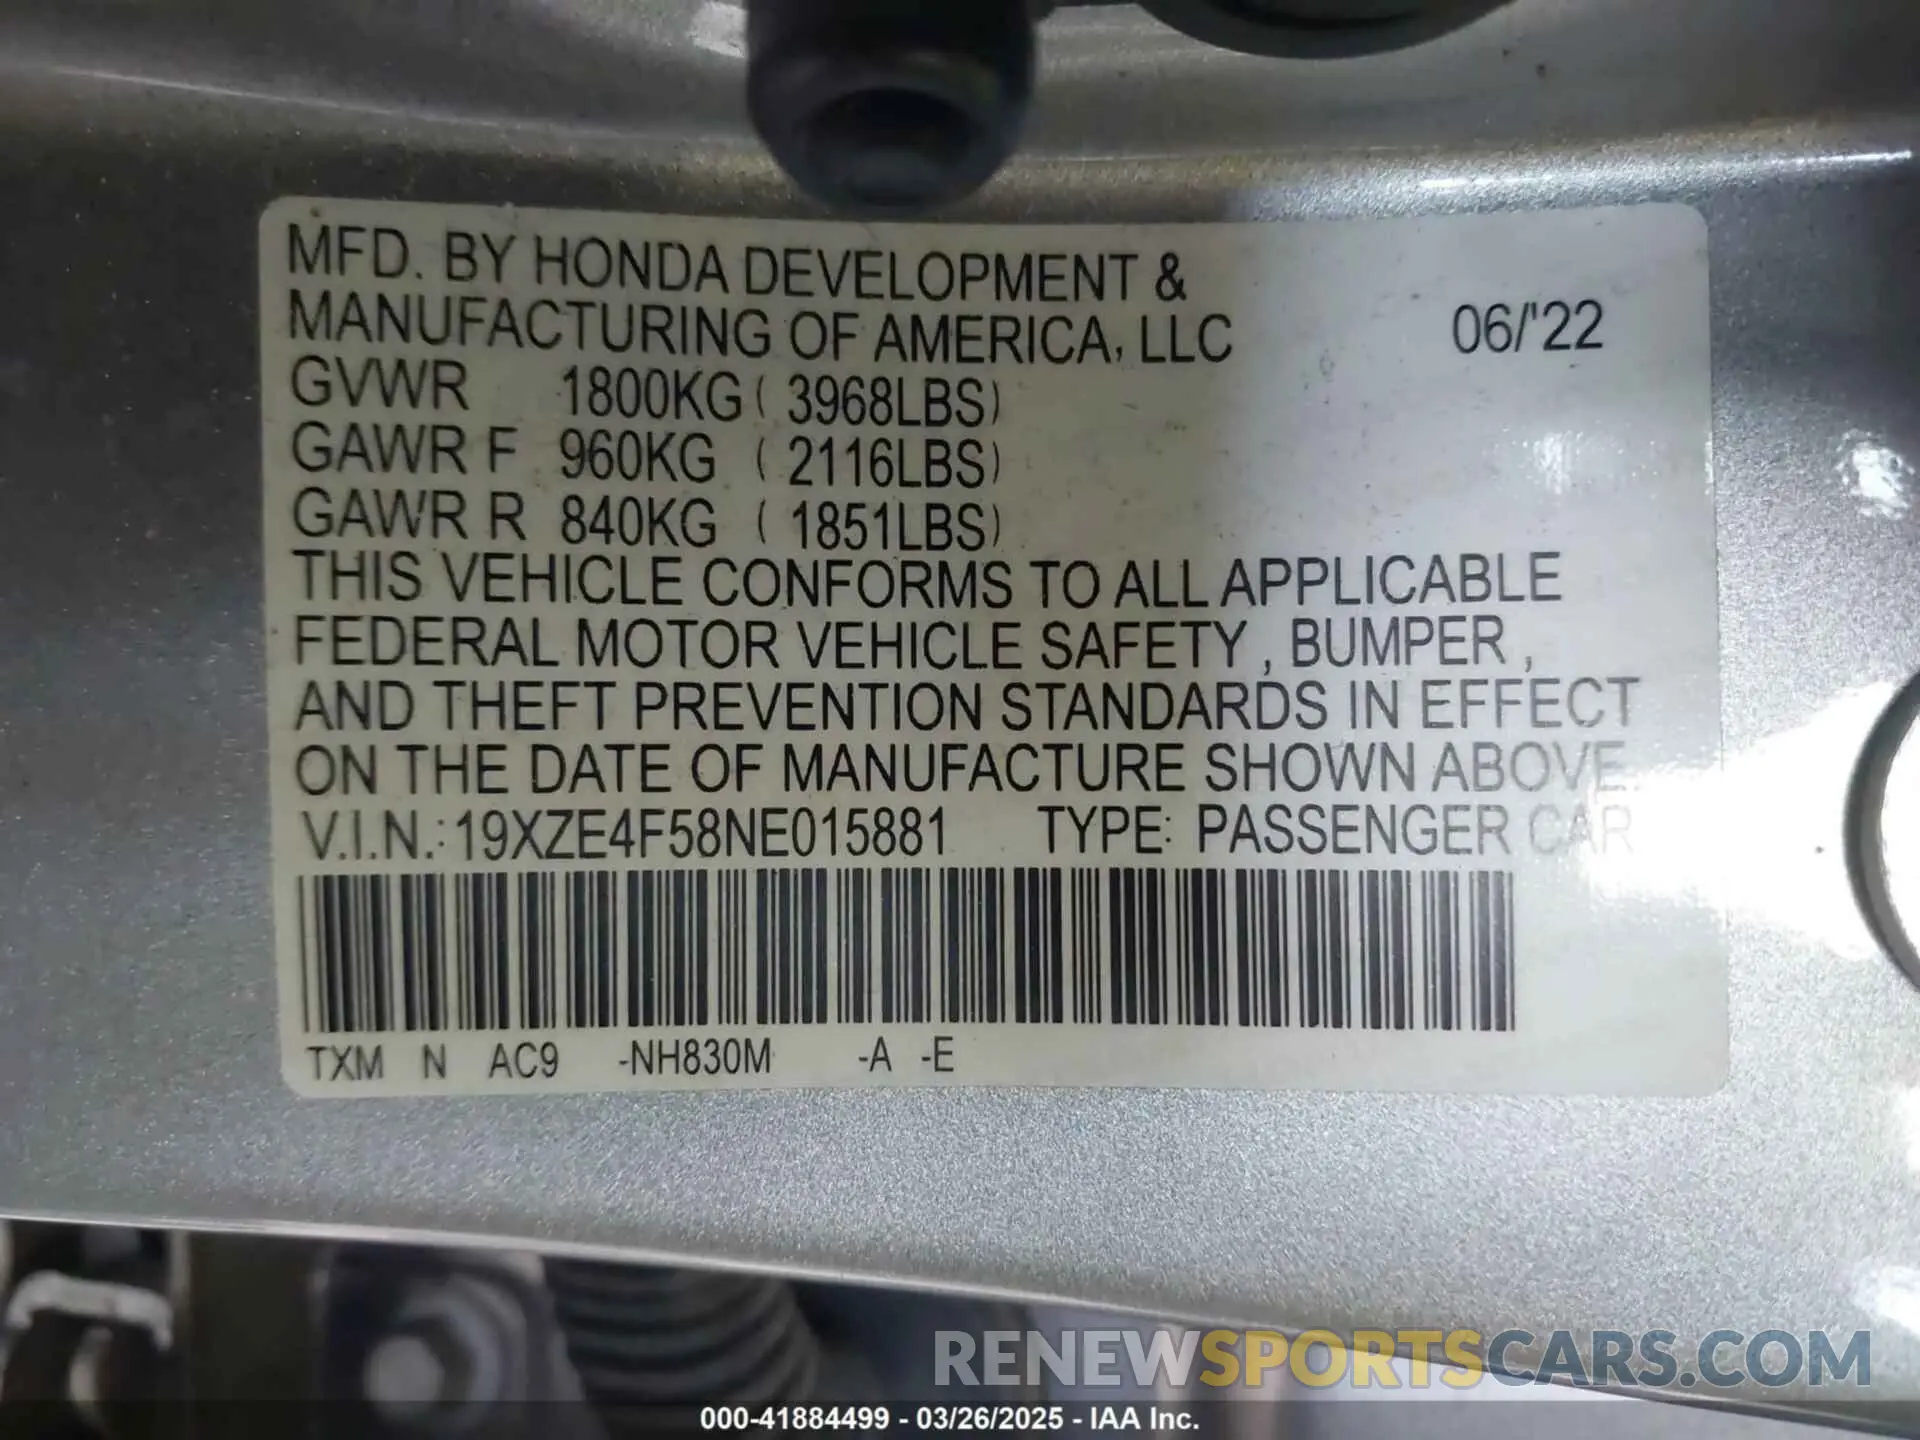 MFD. BY HONDA DEVELOPMENT &
MANUFACTURING OF AMERICA, LLC 06/'22
GVWR 1800KG ( 3968LBS)
GAWR F 960KG ( 2116LBS)
GAWR R 840KG ( 1851LBS)
THIS VEHICLE CONFORMS TO ALL APPLICABLE
FEDERAL MOTOR VEHICLE SAFETY , BUMPER ,
AND THEFT PREVENTION STANDARDS IN EFFECT
ON THE DATE OF MANUFACTURE SHOWN ABOVE.
V.I.N.: 19XZE4F58NE015881 TYPE: PASSENGER CAR
TXM N AC9 -NH830M -A -E
RENEWSPORTSCARS.COM
000-41884499 - 03/26/2025 - IAA Inc.